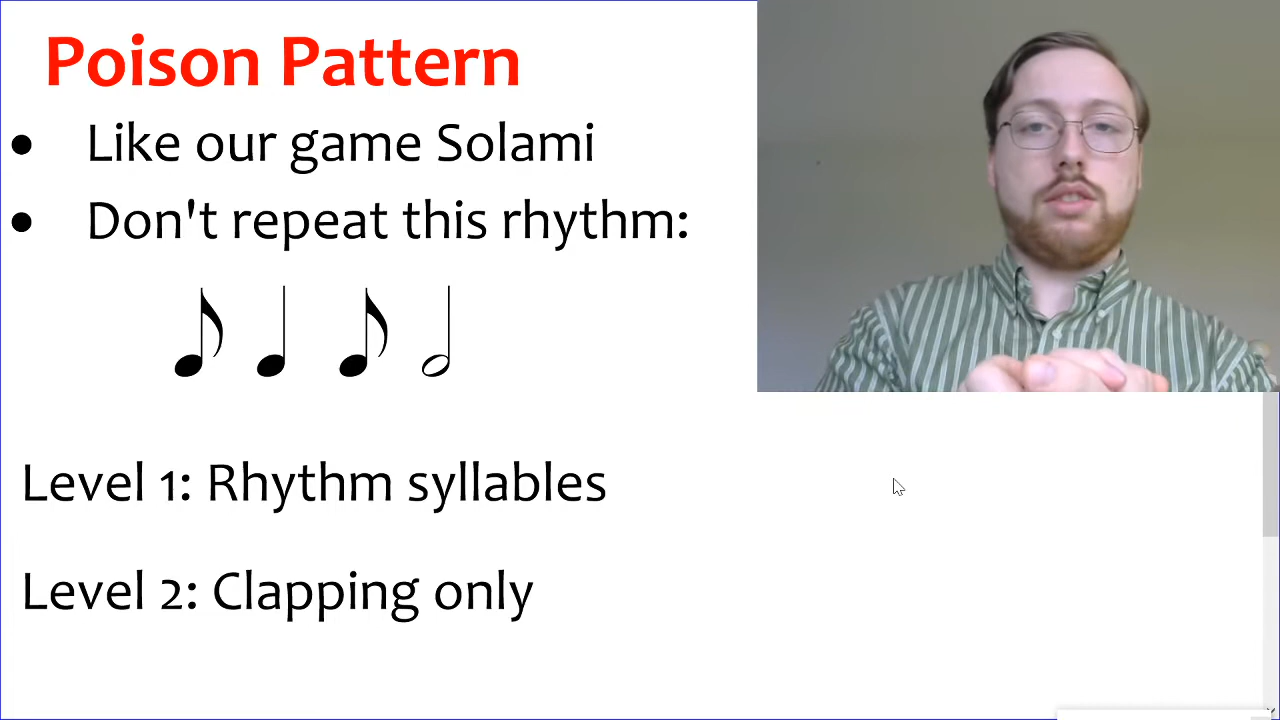 Poison Pattern
• Like our game Solami
• Don't repeat this rhythm:
Level 1: Rhythm syllables
Level 2: Clapping only